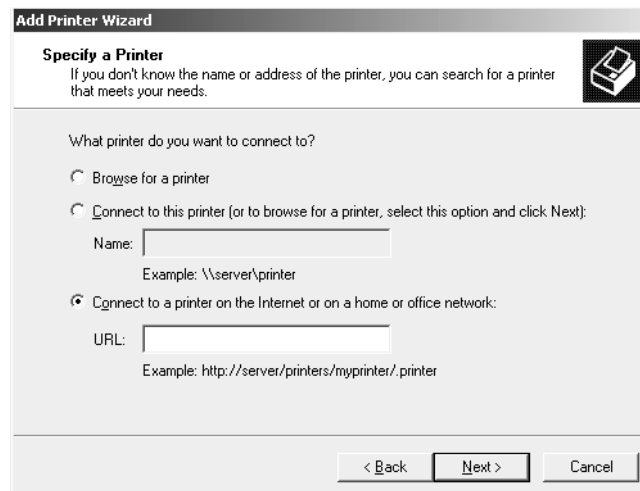 Add Printer Wizard
Specify a Printer
If you don't know the name or address of the printer, you can search for a printer
that meets your needs.
What printer do you want to connect to?
Browse for a printer
Connect to this printer (or to browse for a printer, select this option and click Next):
Name:
Example: \\server\printer
Connect to a printer on the Internet or on a home or office network:
URL:
Example: http://server/printers/myprinter/.printer
< Back Next > Cancel